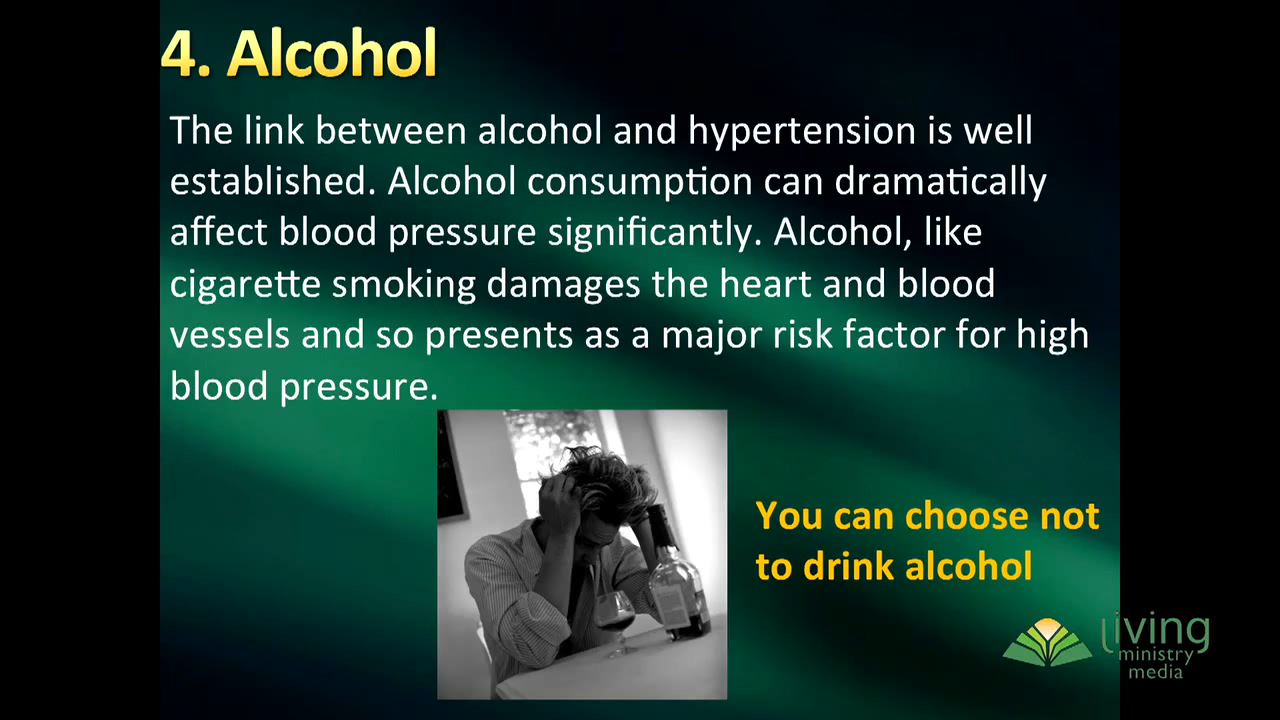 4. Alcohol
The link between alcohol and hypertension is well
established. Alcohol consumption can dramatically
affect blood pressure significantly. Alcohol, like
cigarette smoking damages the heart and blood
vessels and so presents as a major risk factor for high
blood pressure.
You can choose not
to drink alcohol
Living
ministry
media